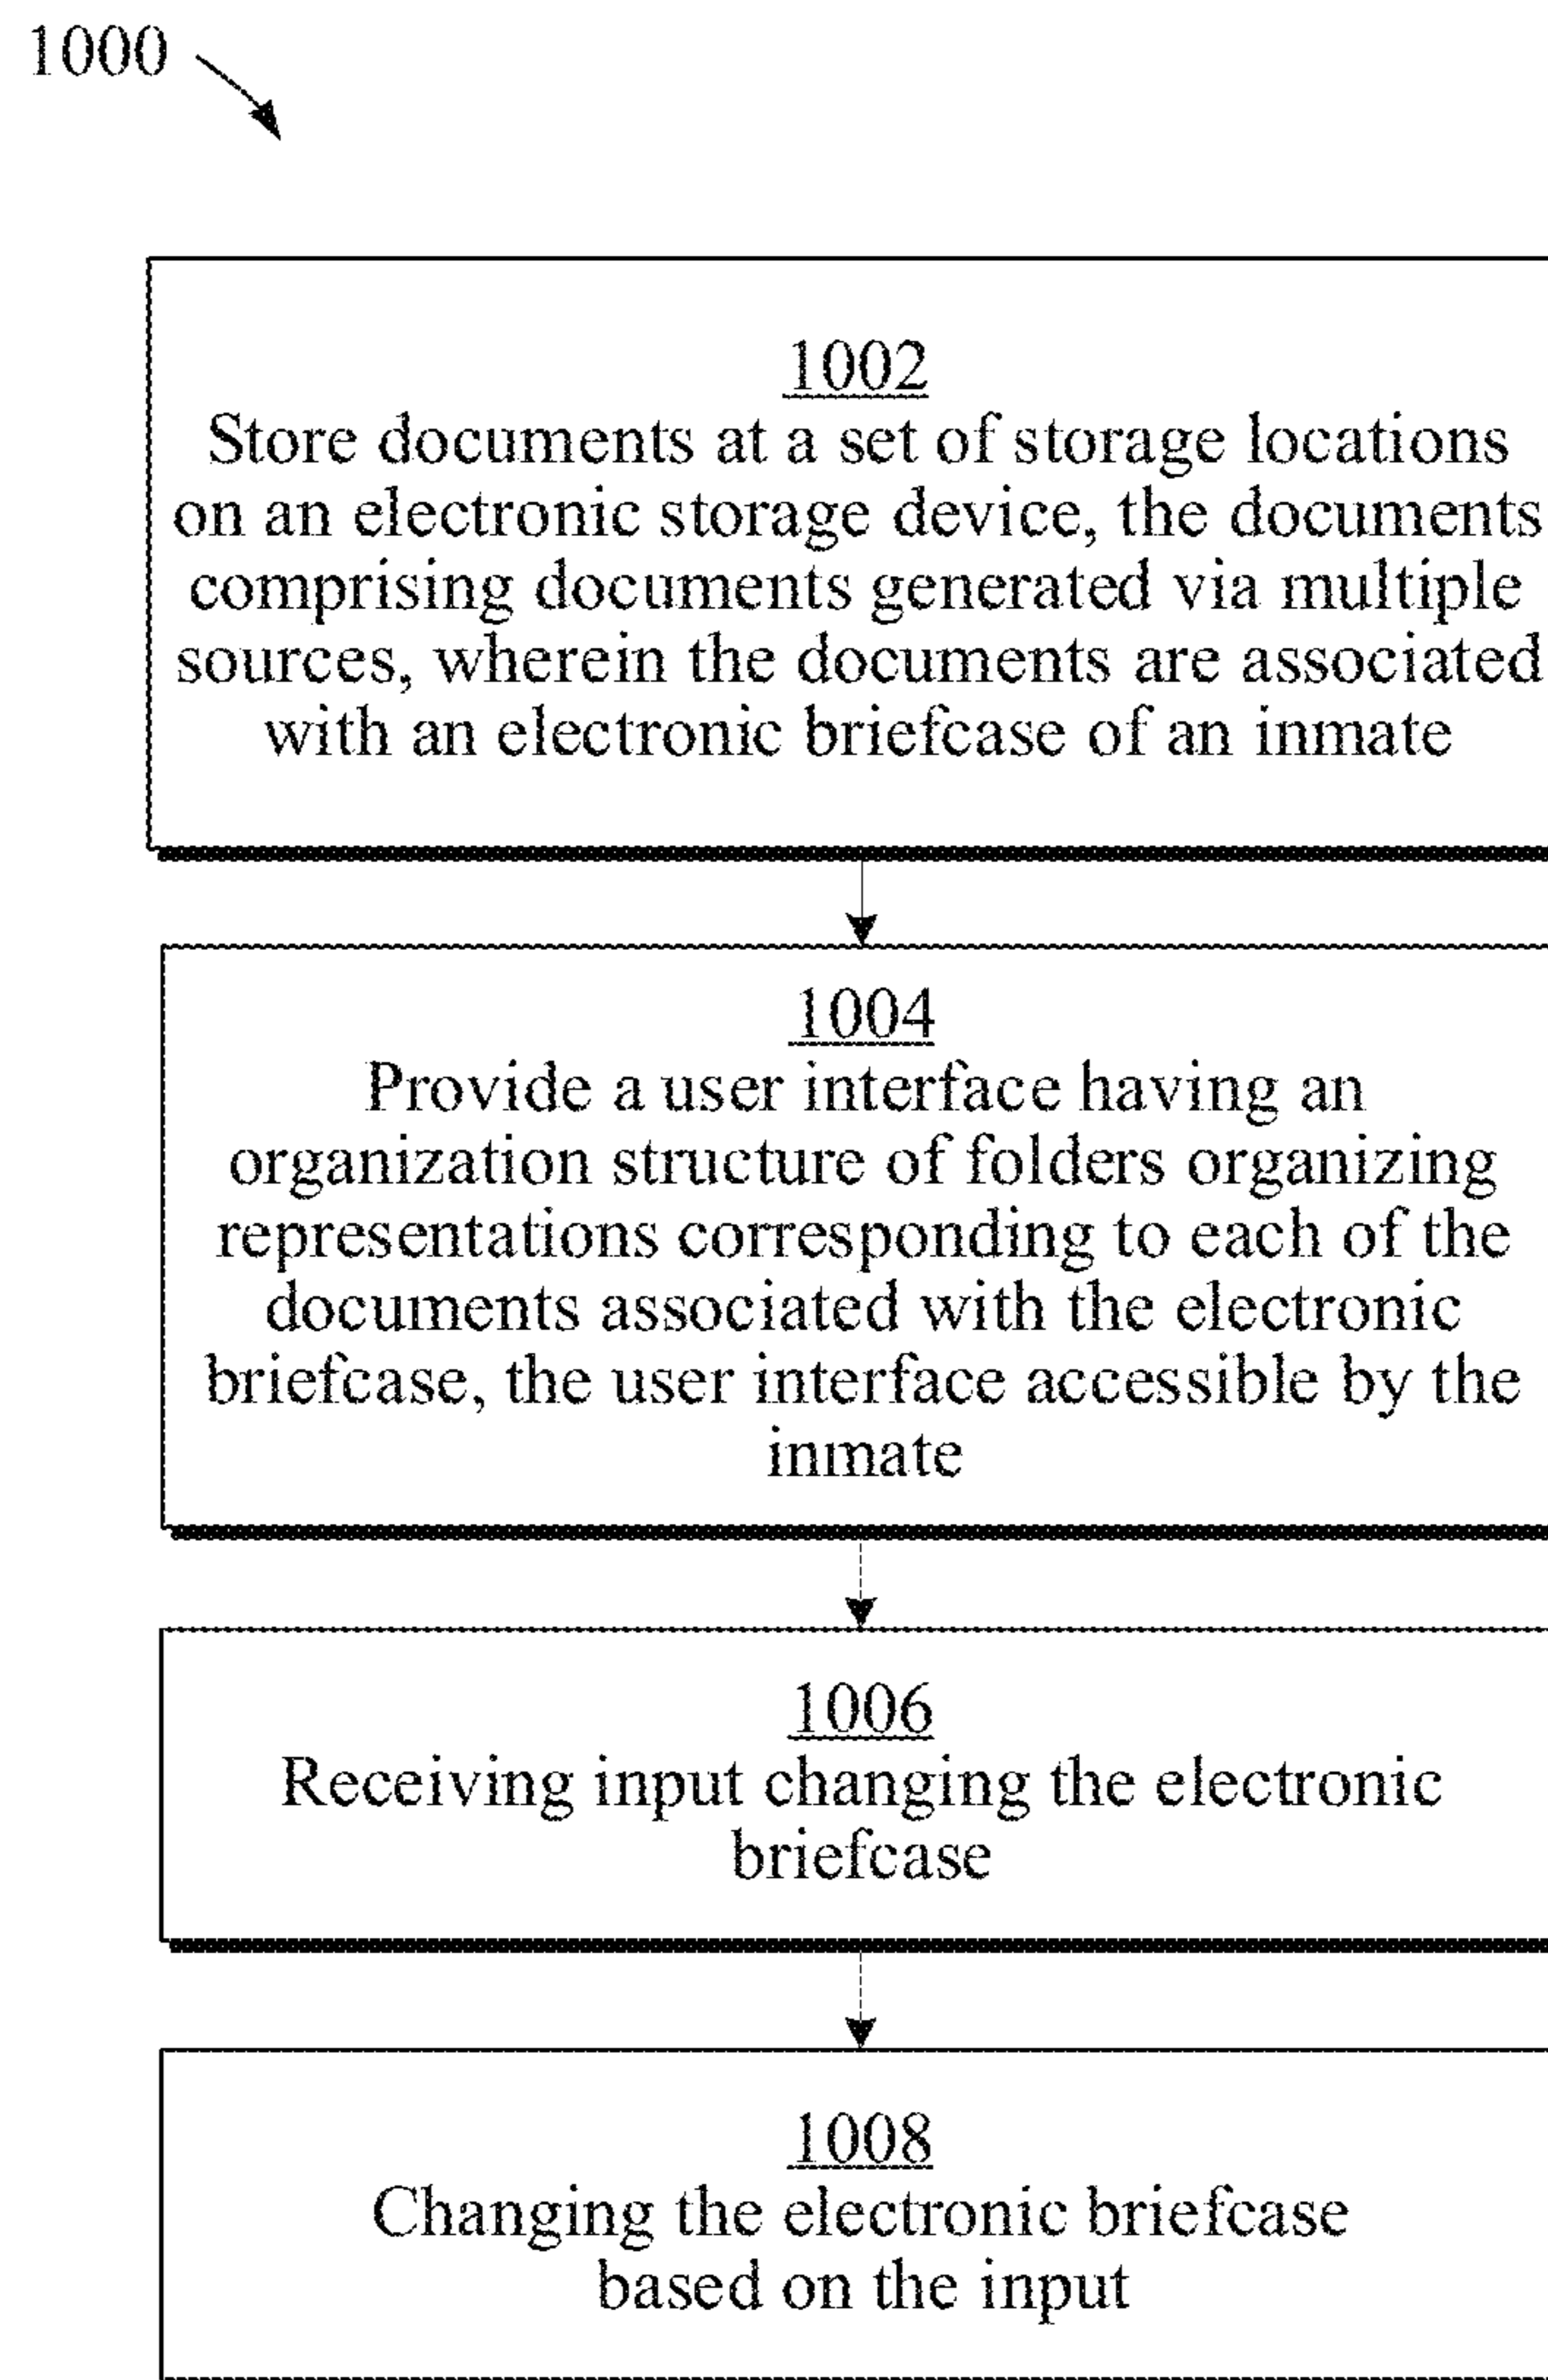 1000
1002
Store documents at a set of storage locations
on an electronic storage device, the documents
comprising documents generated via multiple
sources, wherein the documents are associated
with an electronic briefcase of an inmate
1004
Provide a user interface having an
organization structure of folders organizing
representations corresponding to each of the
documents associated with the electronic
briefcase, the user interface accessible by the
inmate
1006
Receiving input changing the electronic
briefcase
1008
Changing the electronic briefcase
based on the input